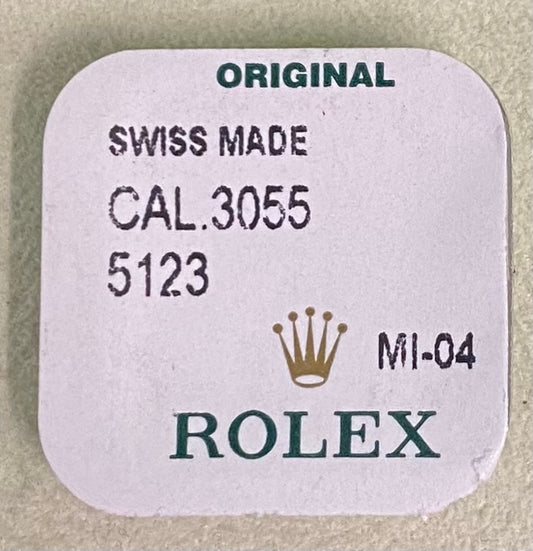 ORIGINAL
SWISS MADE
CAL.3055
5123
MI-04
ROLEX